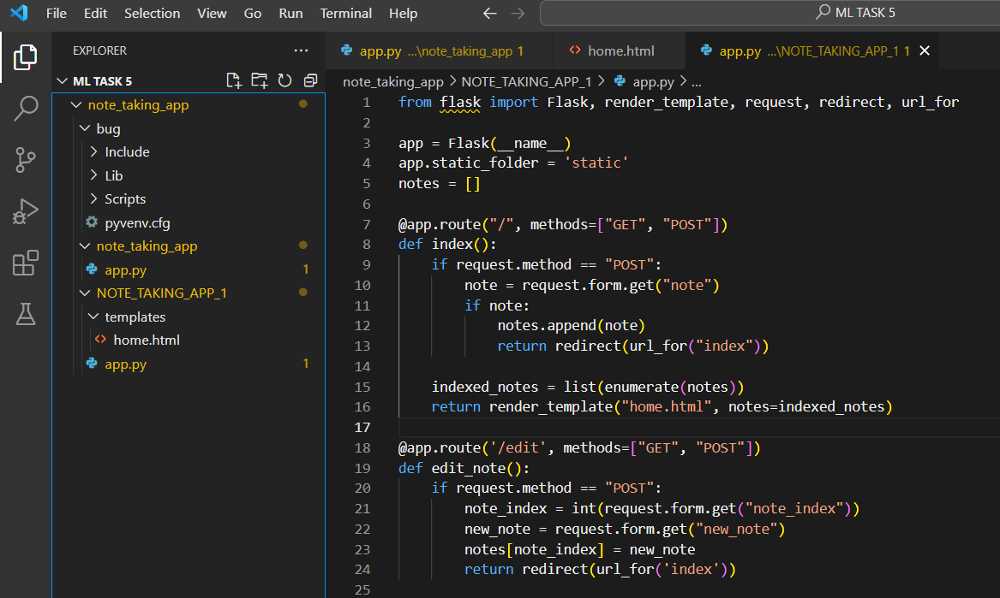 File Edit Selection View Go Run Terminal Help ML TASK 5
EXPLORER ...
ML TASK 5
note_taking_app
bug
Include
Lib
Scripts
pyvenv.cfg
note_taking_app
app.py 1
NOTE_TAKING_APP_1
templates
home.html
app.py 1
app.py ...\note_taking_app 1 home.html app.py ...\NOTE_TAKING_APP_1 1
note_taking_app > NOTE_TAKING_APP_1 > app.py > ...
1 from flask import Flask, render_template, request, redirect, url_for
2
3 app = Flask(__name__)
4 app.static_folder = 'static'
5 notes = []
6
7 @app.route("/", methods=["GET", "POST"])
8 def index():
9     if request.method == "POST":
10         note = request.form.get("note")
11         if note:
12             notes.append(note)
13             return redirect(url_for("index"))
14
15     indexed_notes = list(enumerate(notes))
16     return render_template("home.html", notes=indexed_notes)
17
18 @app.route('/edit', methods=["GET", "POST"])
19 def edit_note():
20     if request.method == "POST":
21         note_index = int(request.form.get("note_index"))
22         new_note = request.form.get("new_note")
23         notes[note_index] = new_note
24         return redirect(url_for('index'))
25